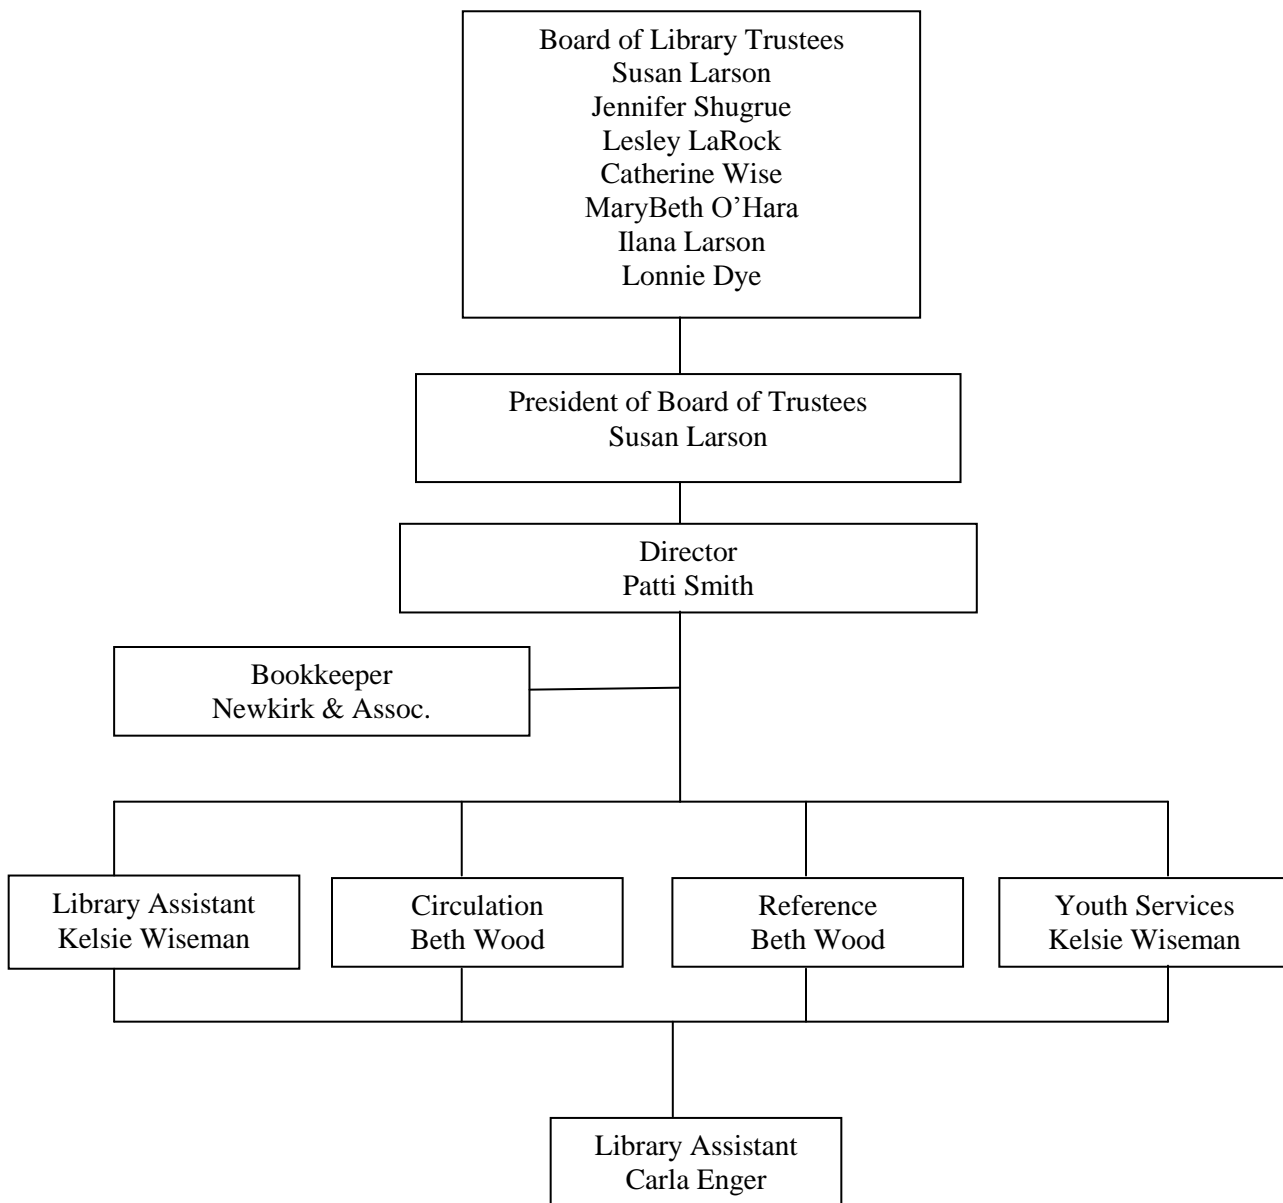 Board of Library Trustees
Susan Larson
Jennifer Shugrue
Lesley LaRock
Catherine Wise
MaryBeth O’Hara
Ilana Larson
Lonnie Dye
President of Board of Trustees
Susan Larson
Director
Patti Smith
Bookkeeper
Newkirk & Assoc.
Library Assistant
Kelsie Wiseman
Circulation
Beth Wood
Reference
Beth Wood
Youth Services
Kelsie Wiseman
Library Assistant
Carla Enger